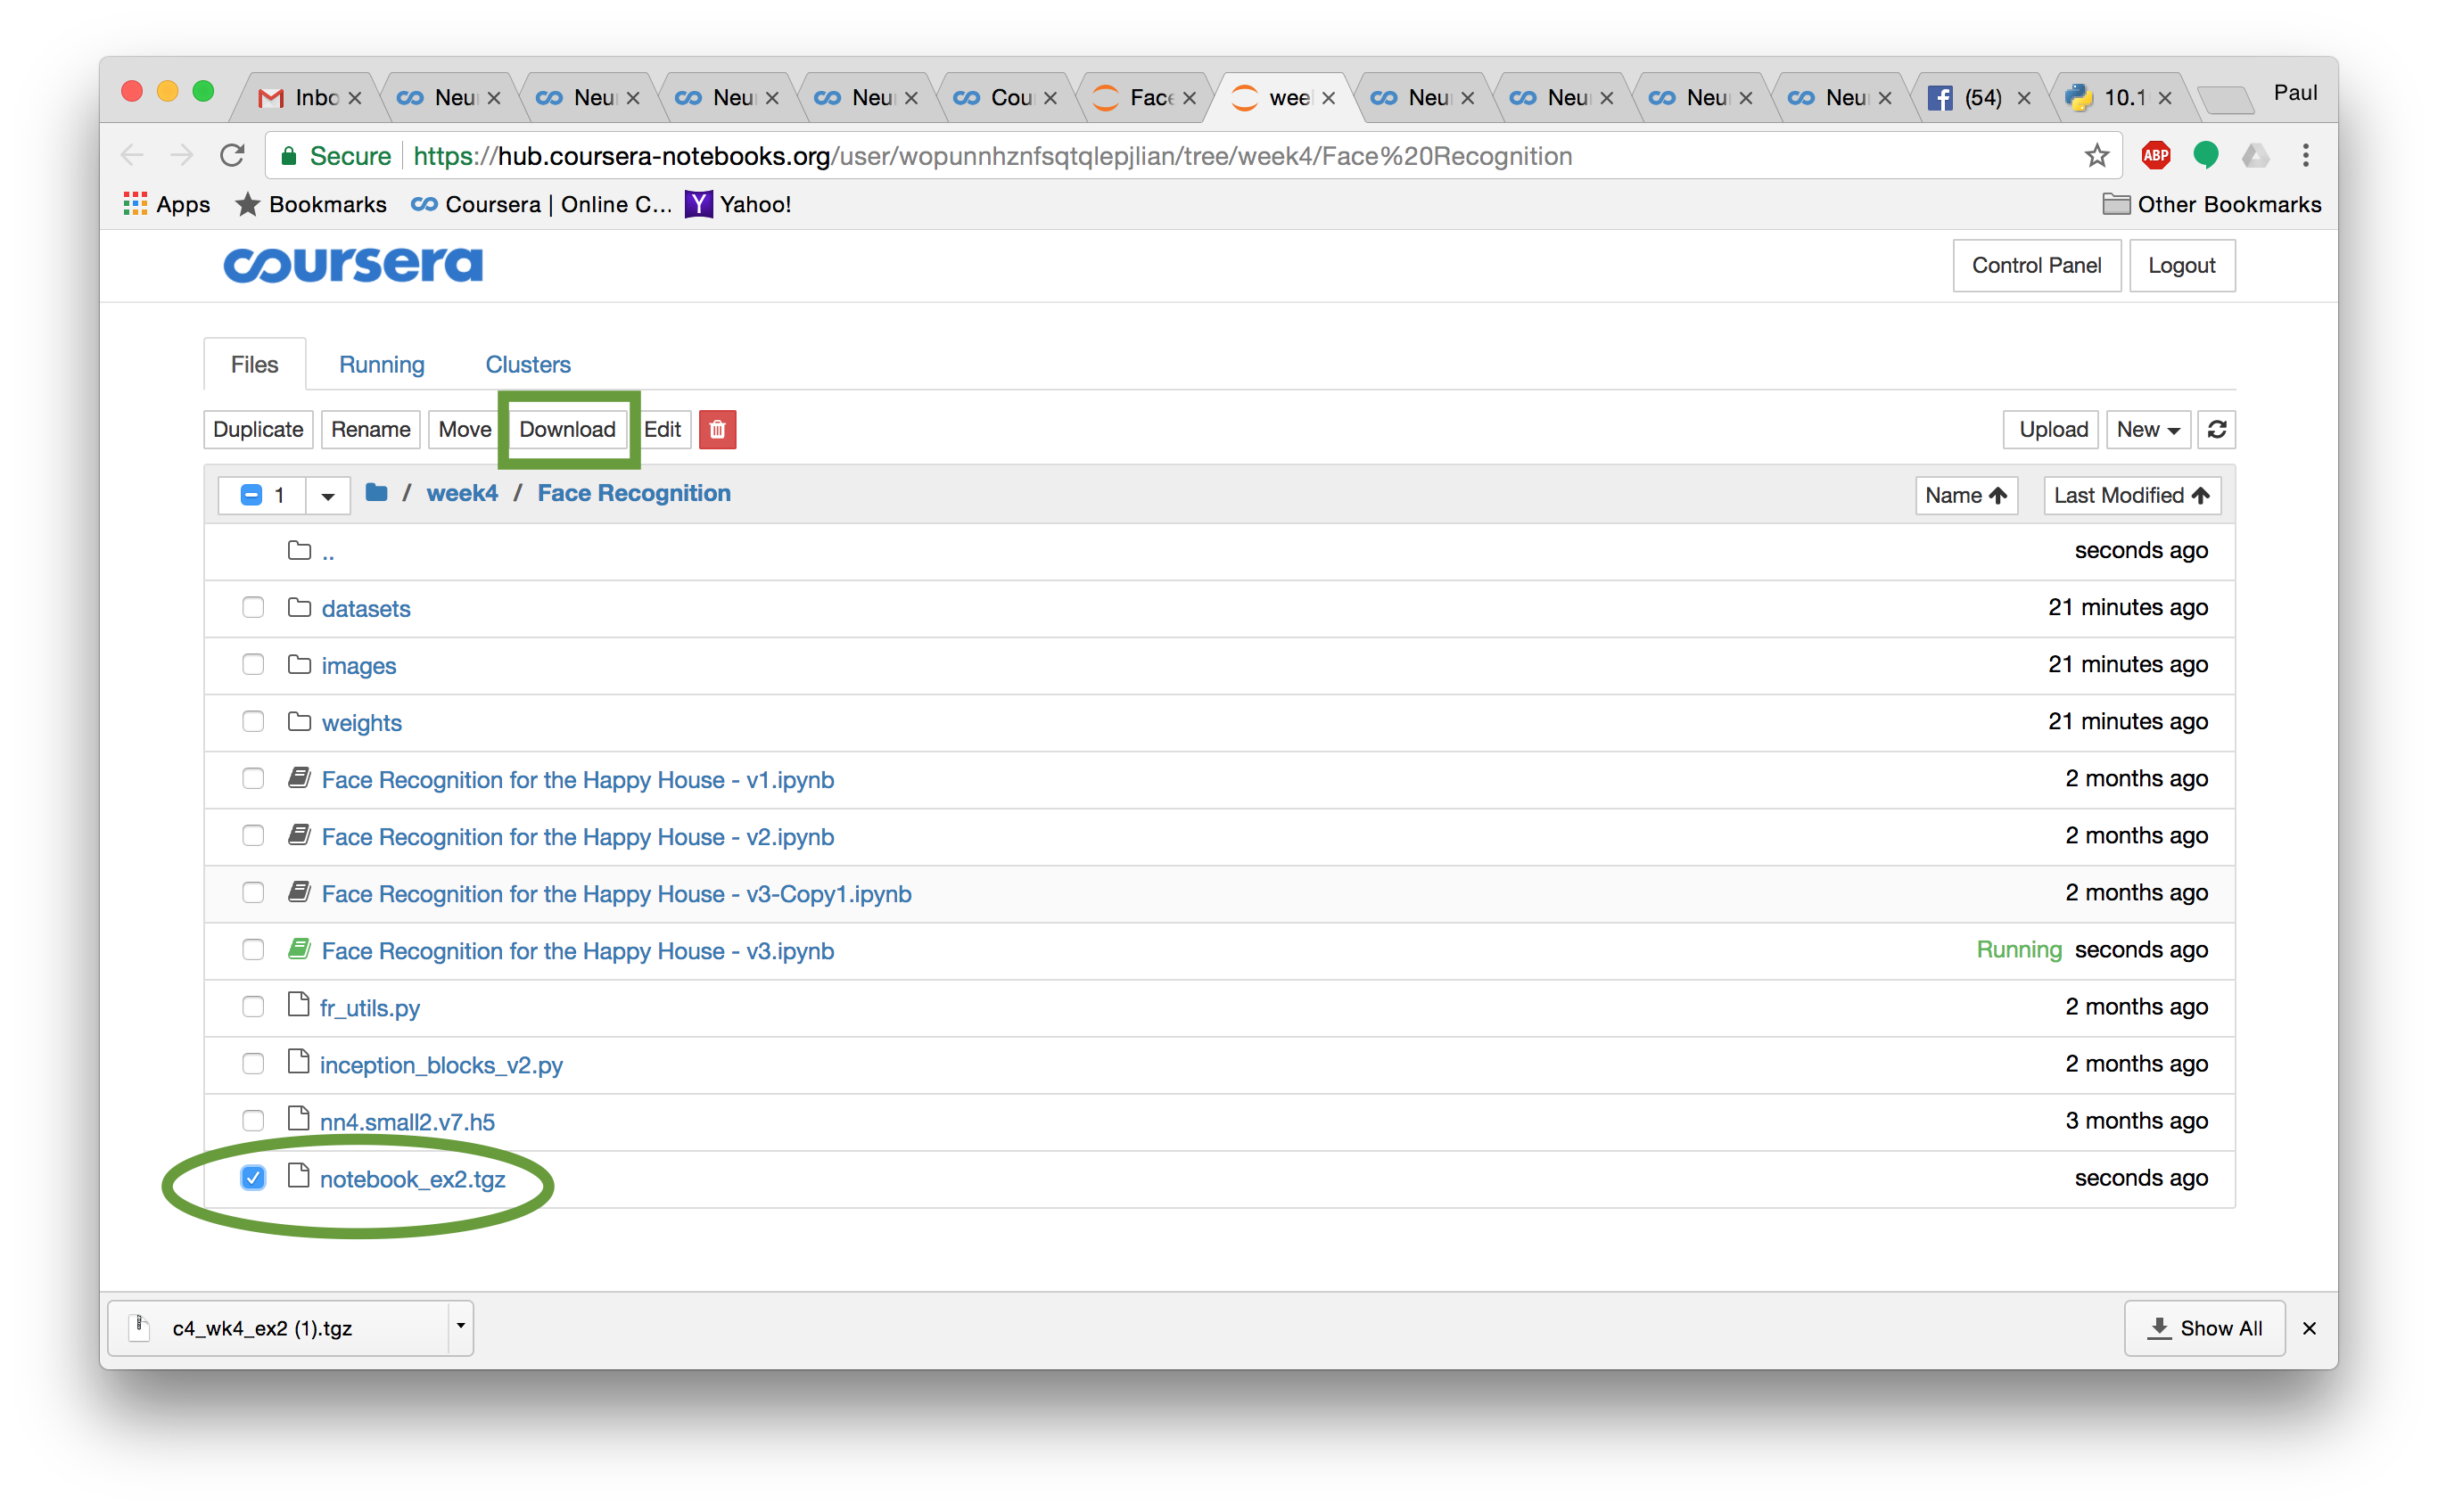 Inbo Neu Neu Neu Neu Cou Face wee Neu Neu Neu Neu (54) 10.1 Paul
Secure https://hub.coursera-notebooks.org/user/wopunnhznfsqtqlepjlian/tree/week4/Face%20Recognition ABP
Apps Bookmarks Coursera | Online C... Y Yahoo! Other Bookmarks
coursera Control Panel Logout
Files Running Clusters
Duplicate Rename Move Download Edit Upload New
1 / week4 / Face Recognition Name Last Modified
.. seconds ago
datasets 21 minutes ago
images 21 minutes ago
weights 21 minutes ago
Face Recognition for the Happy House - v1.ipynb 2 months ago
Face Recognition for the Happy House - v2.ipynb 2 months ago
Face Recognition for the Happy House - v3-Copy1.ipynb 2 months ago
Face Recognition for the Happy House - v3.ipynb Running seconds ago
fr_utils.py 2 months ago
inception_blocks_v2.py 2 months ago
nn4.small2.v7.h5 3 months ago
notebook_ex2.tgz seconds ago
c4_wk4_ex2 (1).tgz Show All